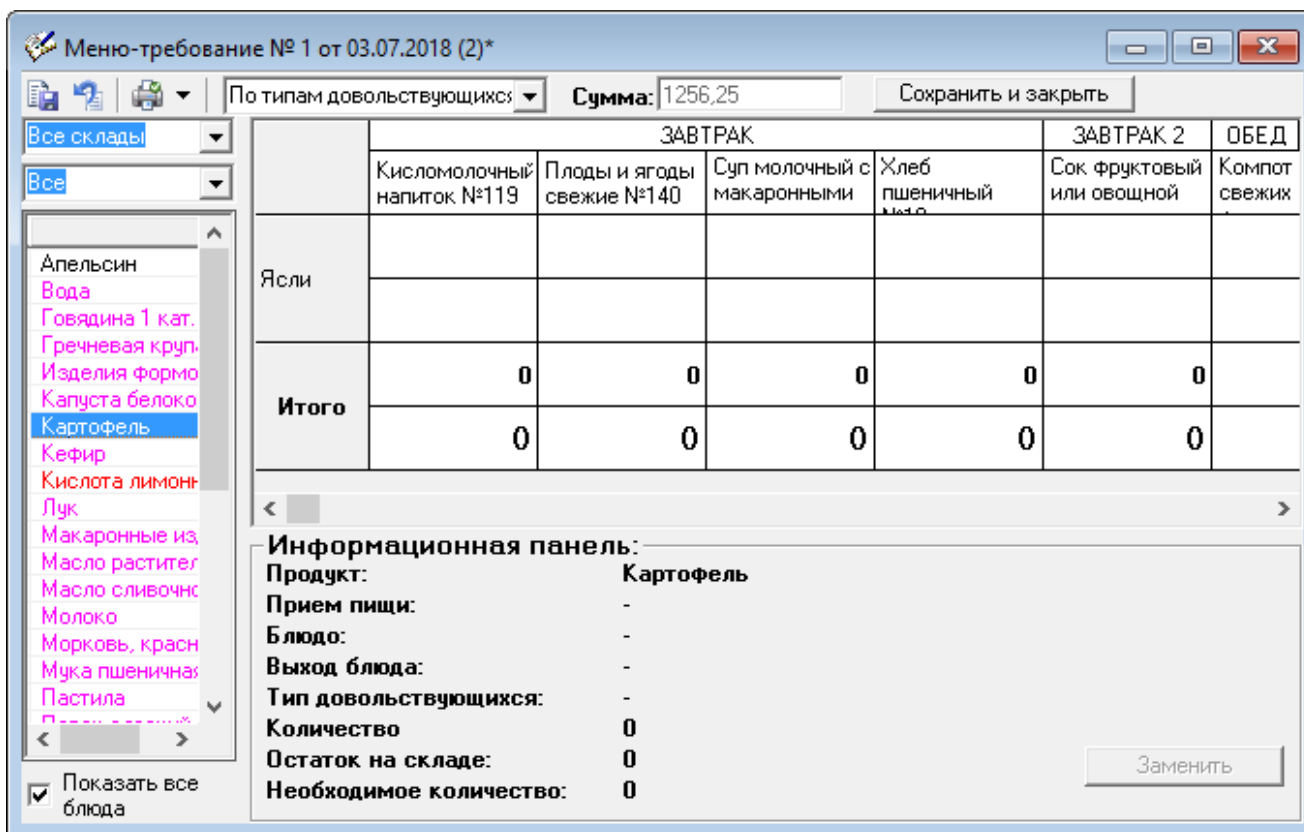 Меню-требование № 1 от 03.07.2018 (2)*
По типам довольствующихся Сумма: 1256,25 Сохранить и закрыть
Все склады
Все
ЗАВТРАК ЗАВТРАК 2 ОБЕД
Кисломолочный Плоды и ягоды Суп молочный с Хлеб Сок фруктовый Компот
напиток №119 свежие №140 макаронными пшеничный или овощной свежих
Апельсин
Вода
Говядина 1 кат.
Гречневая круп
Изделия формо
Капуста белоко
Картофель
Кефир
Кислота лимонн
Лук
Макаронные из
Масло растител
Масло сливочно
Молоко
Морковь, красн
Мука пшеничная
Пастила
Показать все
блюда
Ясли
Итого
0 0 0 0 0
0 0 0 0 0
Информационная панель:
Продукт: Картофель
Прием пищи: -
Блюдо: -
Выход блюда: -
Тип довольствующихся: -
Количество 0
Остаток на складе: 0
Необходимое количество: 0
Заменить